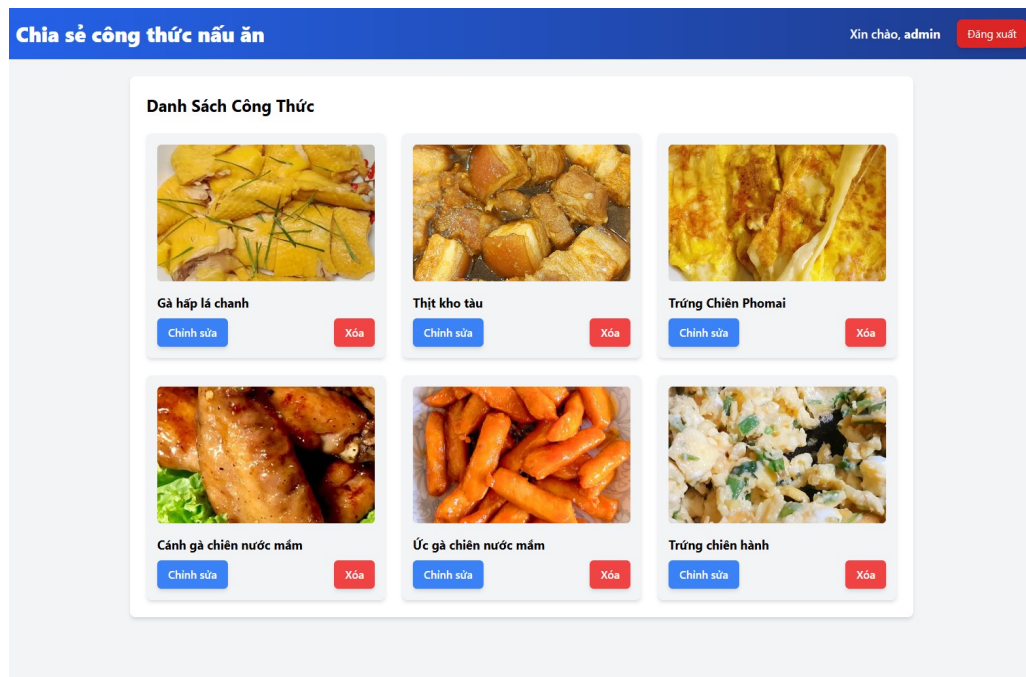 Chia sẻ công thức nấu ăn
Xin chào, admin
Đăng xuất
Danh Sách Công Thức
Gà hấp lá chanh
Chỉnh sửa
Xóa
Thịt kho tàu
Chỉnh sửa
Xóa
Trứng Chiên Phomai
Chỉnh sửa
Xóa
Cánh gà chiên nước mắm
Chỉnh sửa
Xóa
Ức gà chiên nước mắm
Chỉnh sửa
Xóa
Trứng chiên hành
Chỉnh sửa
Xóa